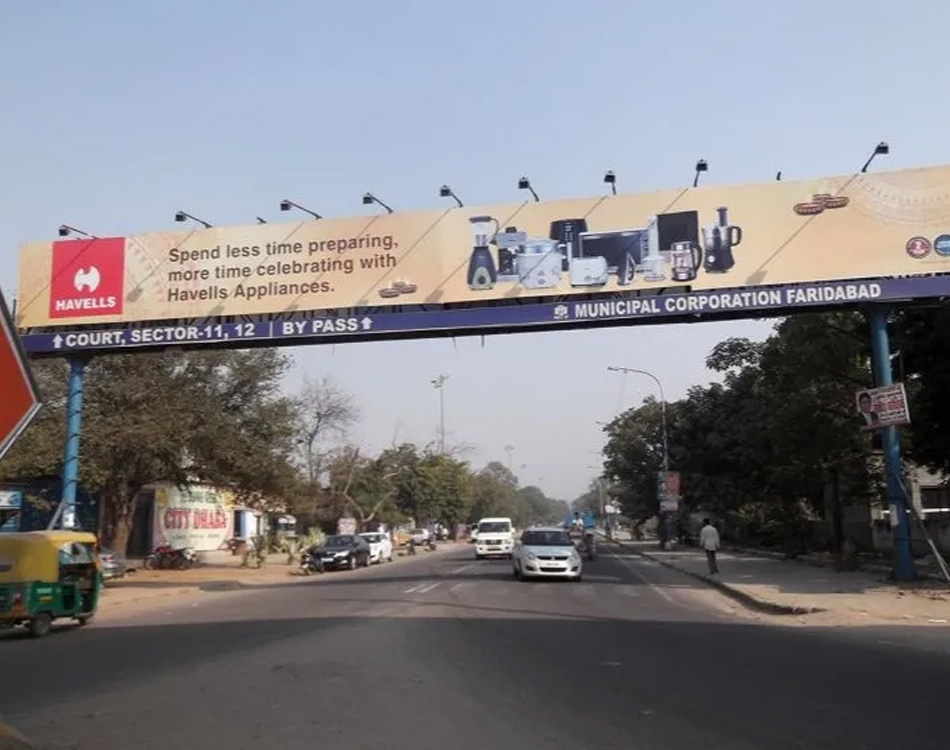 HAVELLS
Spend less time preparing,
more time celebrating with
Havells Appliances.
COURT, SECTOR-11, 12 | BY PASS
MUNICIPAL CORPORATION FARIDABAD
CITY DHABA